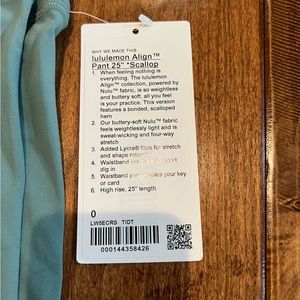 WHY WE MADE THIS
lululemon Align™
Pant 25" *Scallop
1. When feeling nothing is
everything. The lululemon
Align™ collection, powered by
Nulu™ fabric, is so weightless
and buttery soft, all you feel
is your practice. This version
features a bonded, scalloped
hem
2. Our buttery-soft Nulu™ fabric
feels weightlessly light and is
sweat-wicking and four-way
stretch
3. Added Lycra® fibre for stretch
and shape
4. Waistband
dig in
5. Waistband holds your key
or card
6. High rise, 25" length
0
LW5ECRS TIDT
000144358426